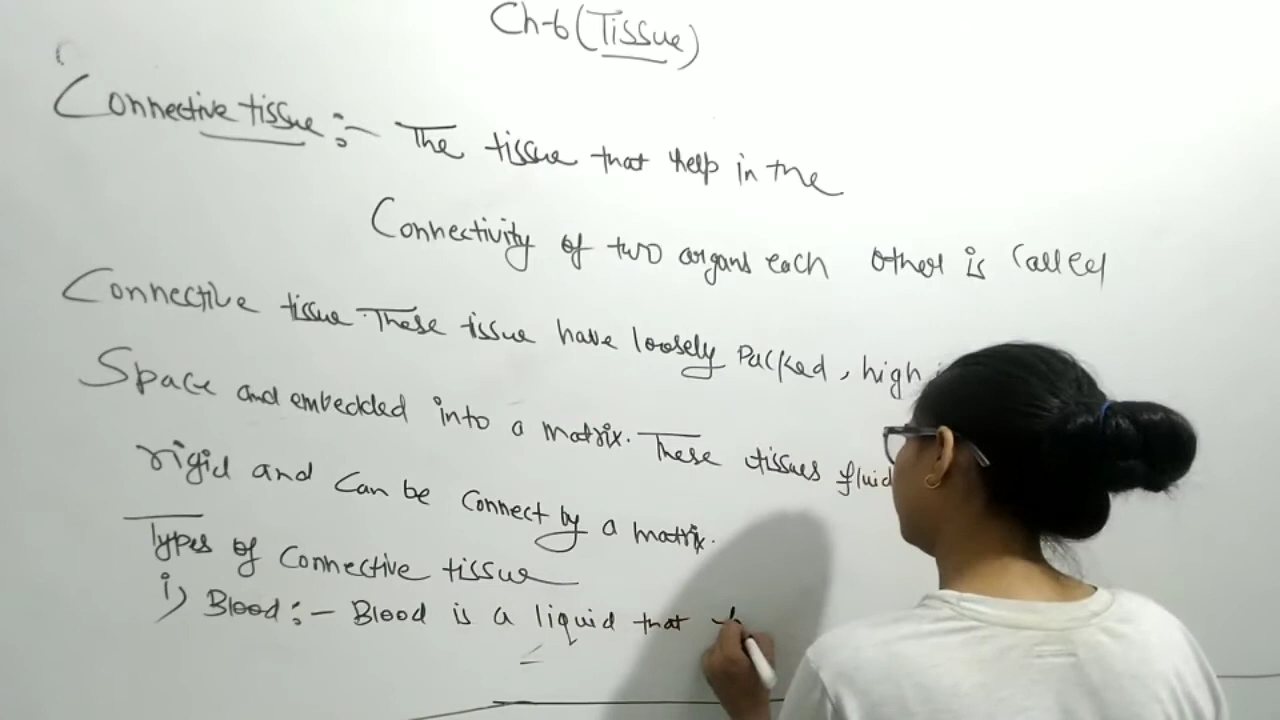 Ch-6 (Tissue)
Connective tissue :- The tissue that help in the
Connectivity of two organs each other is called
Connective tissue. These tissue have loosely Packed, high
Space and embedded into a matrix. These tissues fluid
rigid and can be connect by a matrix.
Types of Connective tissue
i) Blood :- Blood is a liquid that